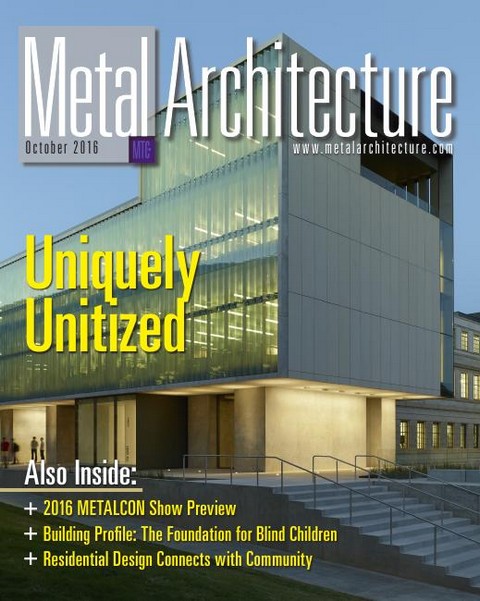 Metal Architecture
October 2016
MTC
www.metalarchitecture.com
Uniquely
Unitized
Also Inside:
+ 2016 METALCON Show Preview
+ Building Profile: The Foundation for Blind Children
+ Residential Design Connects with Community